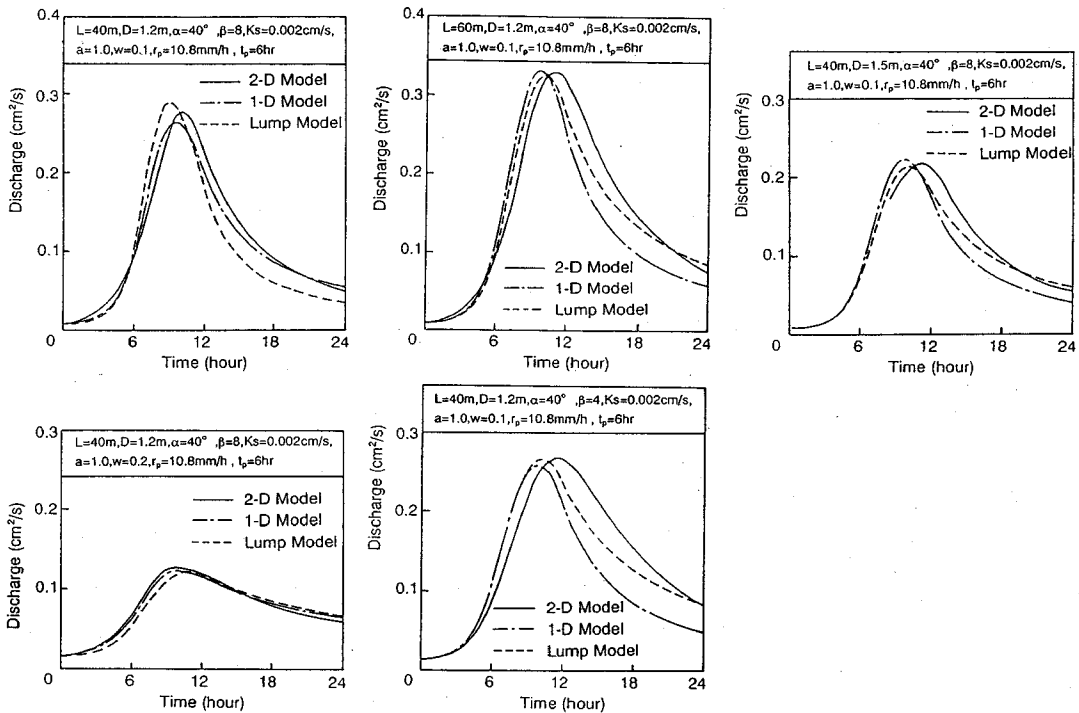 L=40m,D=1.2m,α=40° ,β=8,Ks=0.002cm/s,
a=1.0,w=0.1,rp=10.8mm/h , tp=6hr
0.4
0.3
0.2
0.1
0
2-D Model
1-D Model
Lump Model
Discharge (cm²/s)
6 12 18 24
Time (hour)
L=60m,D=1.2m,α=40° ,β=8,Ks=0.002cm/s,
a=1.0,w=0.1,rp=10.8mm/h , tp=6hr
0.4
0.3
0.2
0.1
0
Discharge (cm²/s)
2-D Model
1-D Model
Lump Model
6 12 18 24
Time (hour)
L=40m,D=1.5m,α=40° ,β=8,Ks=0.002cm/s,
a=1.0,w=0.1,rp=10.8mm/h , tp=6hr
0.3
0.2
0.1
0
2-D Model
1-D Model
Lump Model
Discharge (cm²/s)
6 12 18 24
Time (hour)
L=40m,D=1.2m,α=40° ,β=8,Ks=0.002cm/s,
a=1.0,w=0.2,rp=10.8mm/h , tp=6hr
0.3
0.2
0.1
0
2-D Model
1-D Model
Lump Model
Discharge (cm²/s)
6 12 18 24
Time (hour)
L=40m,D=1.2m,α=40° ,β=4,Ks=0.002cm/s,
a=1.0,w=0.1,rp=10.8mm/h , tp=6hr
0.3
0.2
0.1
0
Discharge (cm²/s)
2-D Model
1-D Model
Lump Model
6 12 18 24
Time (hour)